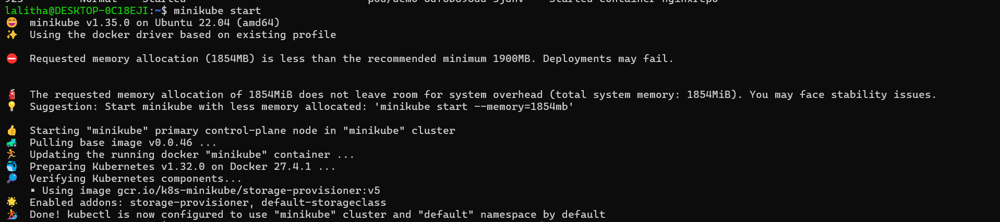 lalitha@DESKTOP-0C18EJI:~$ minikube start
😄 minikube v1.35.0 on Ubuntu 22.04 (amd64)
✨ Using the docker driver based on existing profile
⛔ Requested memory allocation (1854MB) is less than the recommended minimum 1900MB. Deployments may fail.
🧯 The requested memory allocation of 1854MiB does not leave room for system overhead (total system memory: 1854MiB). You may face stability issues.
💡 Suggestion: Start minikube with less memory allocated: 'minikube start --memory=1854mb'
👍 Starting "minikube" primary control-plane node in "minikube" cluster
🚜 Pulling base image v0.0.46 ...
🏃 Updating the running docker "minikube" container ...
🐳 Preparing Kubernetes v1.32.0 on Docker 27.4.1 ...
🔎 Verifying Kubernetes components...
▪ Using image gcr.io/k8s-minikube/storage-provisioner:v5
🌟 Enabled addons: storage-provisioner, default-storageclass
🏄 Done! kubectl is now configured to use "minikube" cluster and "default" namespace by default